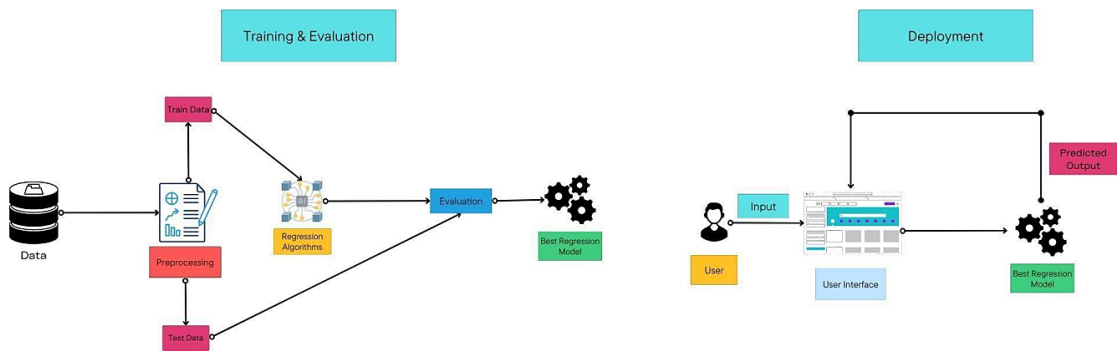 Training & Evaluation
Deployment
Train Data
Predicted
Output
Input
Evaluation
Data
Preprocessing
Regression
Algorithms
Best Regression
Model
User
User Interface
Best Regression
Model
Test Data